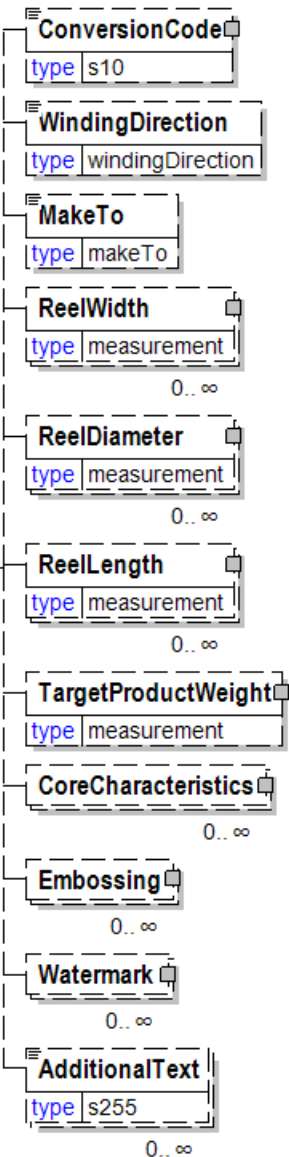 ConversionCode
type s10
WindingDirection
type windingDirection
MakeTo
type makeTo
ReelWidth
type measurement
0.. ∞
ReelDiameter
type measurement
0.. ∞
ReelLength
type measurement
0.. ∞
TargetProductWeight
type measurement
CoreCharacteristics
0.. ∞
Embossing
0.. ∞
Watermark
0.. ∞
AdditionalText
type s255
0.. ∞